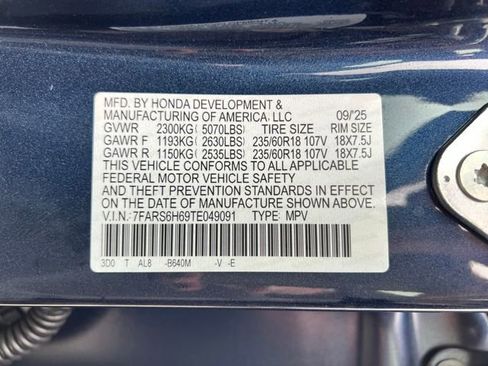 MFD. BY HONDA DEVELOPMENT &
MANUFACTURING OF AMERICA, LLC 09/'25
GVWR 2300KG (5070LBS) TIRE SIZE RIM SIZE
GAWR F 1193KG (2630LBS) 235/60R18 107V 18X7.5J
GAWR R 1150KG (2535LBS) 235/60R18 107V 18X7.5J
THIS VEHICLE CONFORMS TO ALL APPLICABLE
FEDERAL MOTOR VEHICLE SAFETY
AND THEFT PREVENTION STANDARDS IN EFFECT
ON THE DATE OF MANUFACTURE SHOWN ABOVE.
V.I.N.: 7FARS6H69TE049091 TYPE: MPV
3D0 T AL8 -B640M -V -E